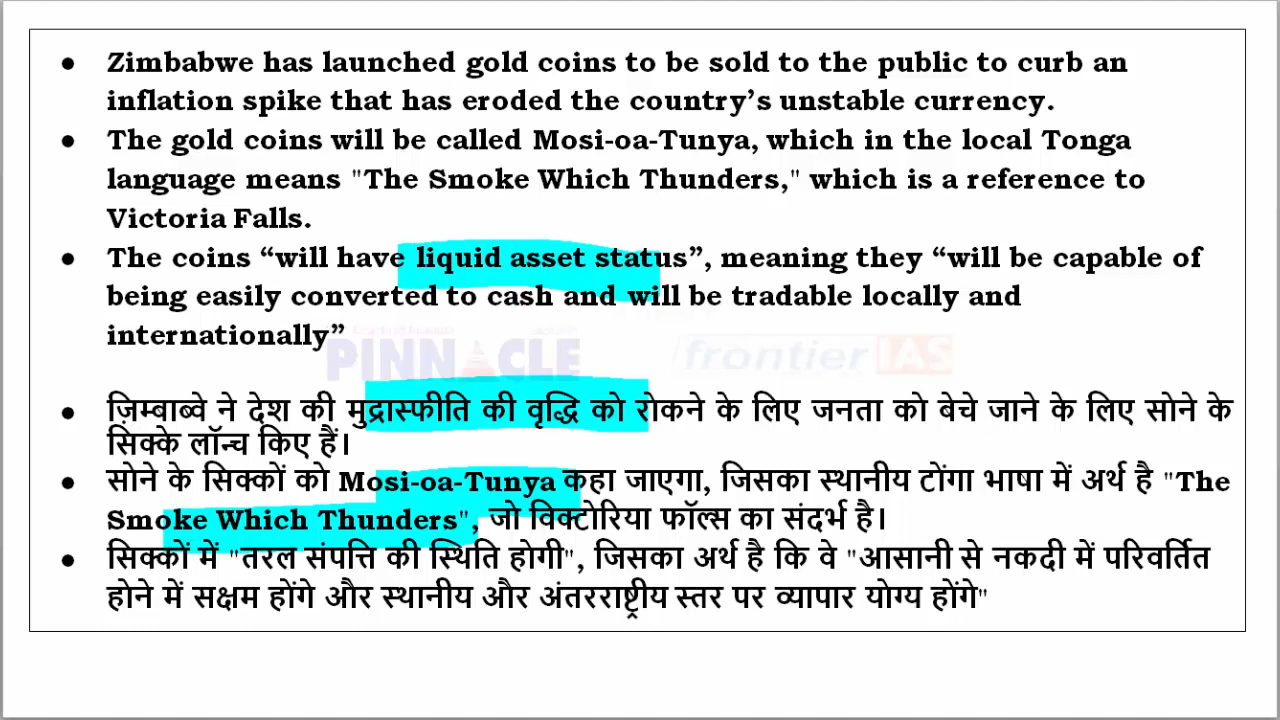 ● Zimbabwe has launched gold coins to be sold to the public to curb an
inflation spike that has eroded the country’s unstable currency.
● The gold coins will be called Mosi-oa-Tunya, which in the local Tonga
language means "The Smoke Which Thunders," which is a reference to
Victoria Falls.
● The coins “will have liquid asset status”, meaning they “will be capable of
being easily converted to cash and will be tradable locally and
internationally”
PINNACLE frontier IAS
● ज़िम्बाब्वे ने देश की मुद्रास्फीति की वृद्धि को रोकने के लिए जनता को बेचे जाने के लिए सोने के
सिक्के लॉन्च किए हैं।
● सोने के सिक्कों को Mosi-oa-Tunya कहा जाएगा, जिसका स्थानीय टोंगा भाषा में अर्थ है "The
Smoke Which Thunders", जो विक्टोरिया फॉल्स का संदर्भ है।
● सिक्कों में "तरल संपत्ति की स्थिति होगी", जिसका अर्थ है कि वे "आसानी से नकदी में परिवर्तित
होने में सक्षम होंगे और स्थानीय और अंतरराष्ट्रीय स्तर पर व्यापार योग्य होंगे"